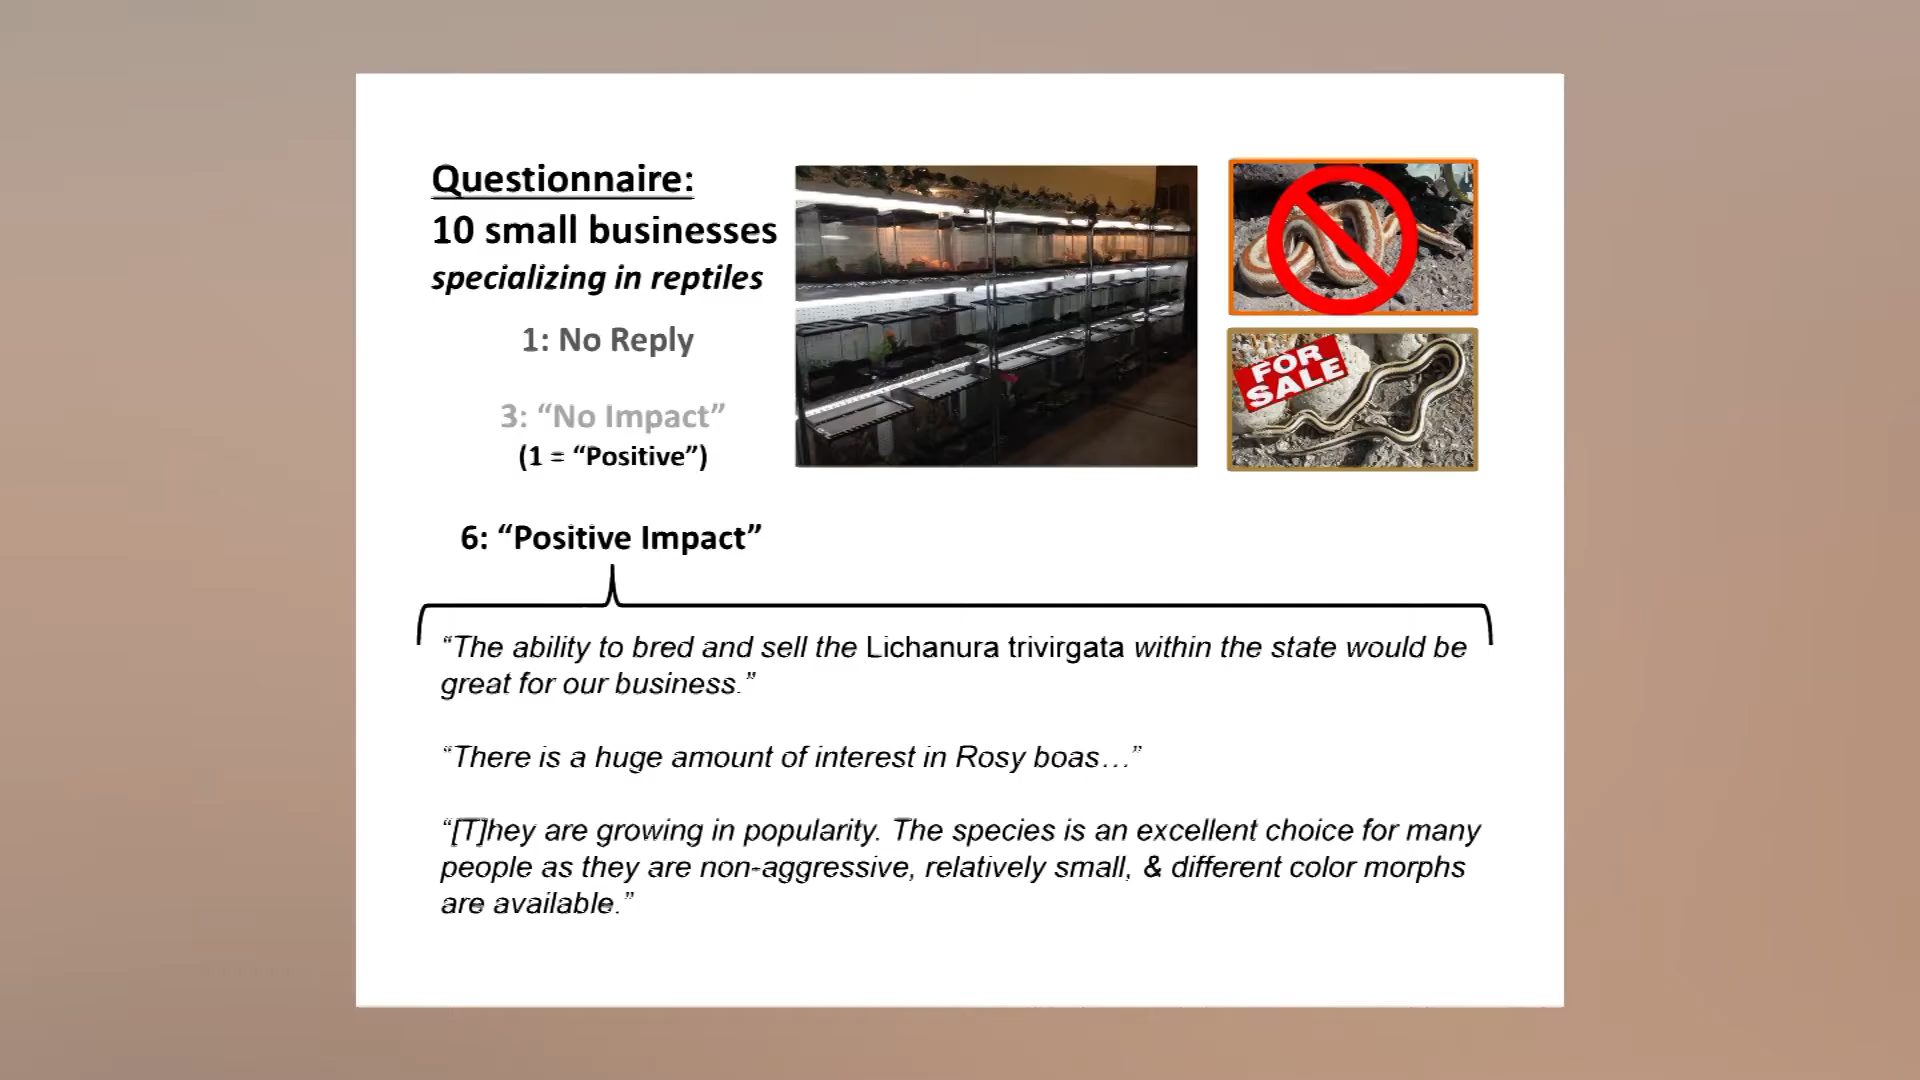 Questionnaire:
10 small businesses
specializing in reptiles
1: No Reply
3: “No Impact”
(1 = “Positive”)
FOR
SALE
6: “Positive Impact”
“The ability to bred and sell the Lichanura trivirgata within the state would be
great for our business.”
“There is a huge amount of interest in Rosy boas…”
“[T]hey are growing in popularity. The species is an excellent choice for many
people as they are non-aggressive, relatively small, & different color morphs
are available.”